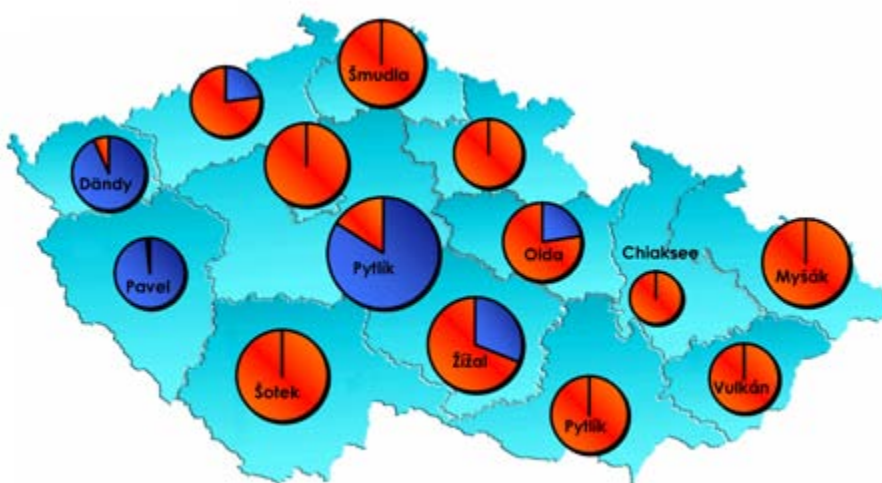 Šmudla
Dändy
Pytlík
Olda
Chiaksee
Pavel
Myšák
Žížal
Šotek
Vulkán
Pytlík